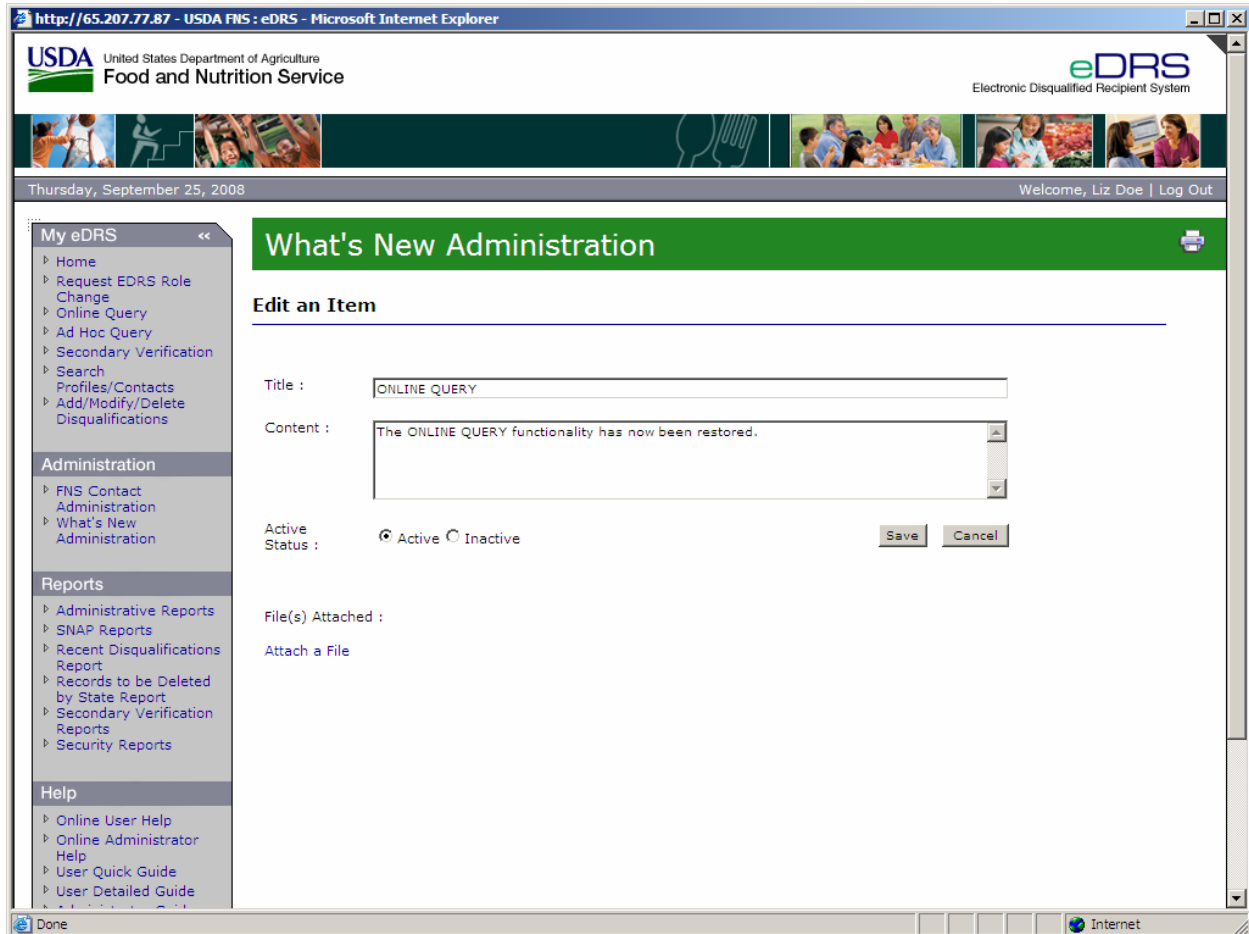 http://65.207.77.87 - USDA FNS : eDRS - Microsoft Internet Explorer
USDA
United States Department of Agriculture
Food and Nutrition Service
eDRS
Electronic Disqualified Recipient System
Thursday, September 25, 2008
Welcome, Liz Doe | Log Out
My eDRS <<
Home
Request EDRS Role
Change
Online Query
Ad Hoc Query
Secondary Verification
Search
Profiles/Contacts
Add/Modify/Delete
Disqualifications
Administration
FNS Contact
Administration
What's New
Administration
Reports
Administrative Reports
SNAP Reports
Recent Disqualifications
Report
Records to be Deleted
by State Report
Secondary Verification
Reports
Security Reports
Help
Online User Help
Online Administrator
Help
User Quick Guide
User Detailed Guide
What's New Administration
Edit an Item
Title :
ONLINE QUERY
Content :
The ONLINE QUERY functionality has now been restored.
Active
Status :
Active Inactive
Save Cancel
File(s) Attached :
Attach a File
Done
Internet